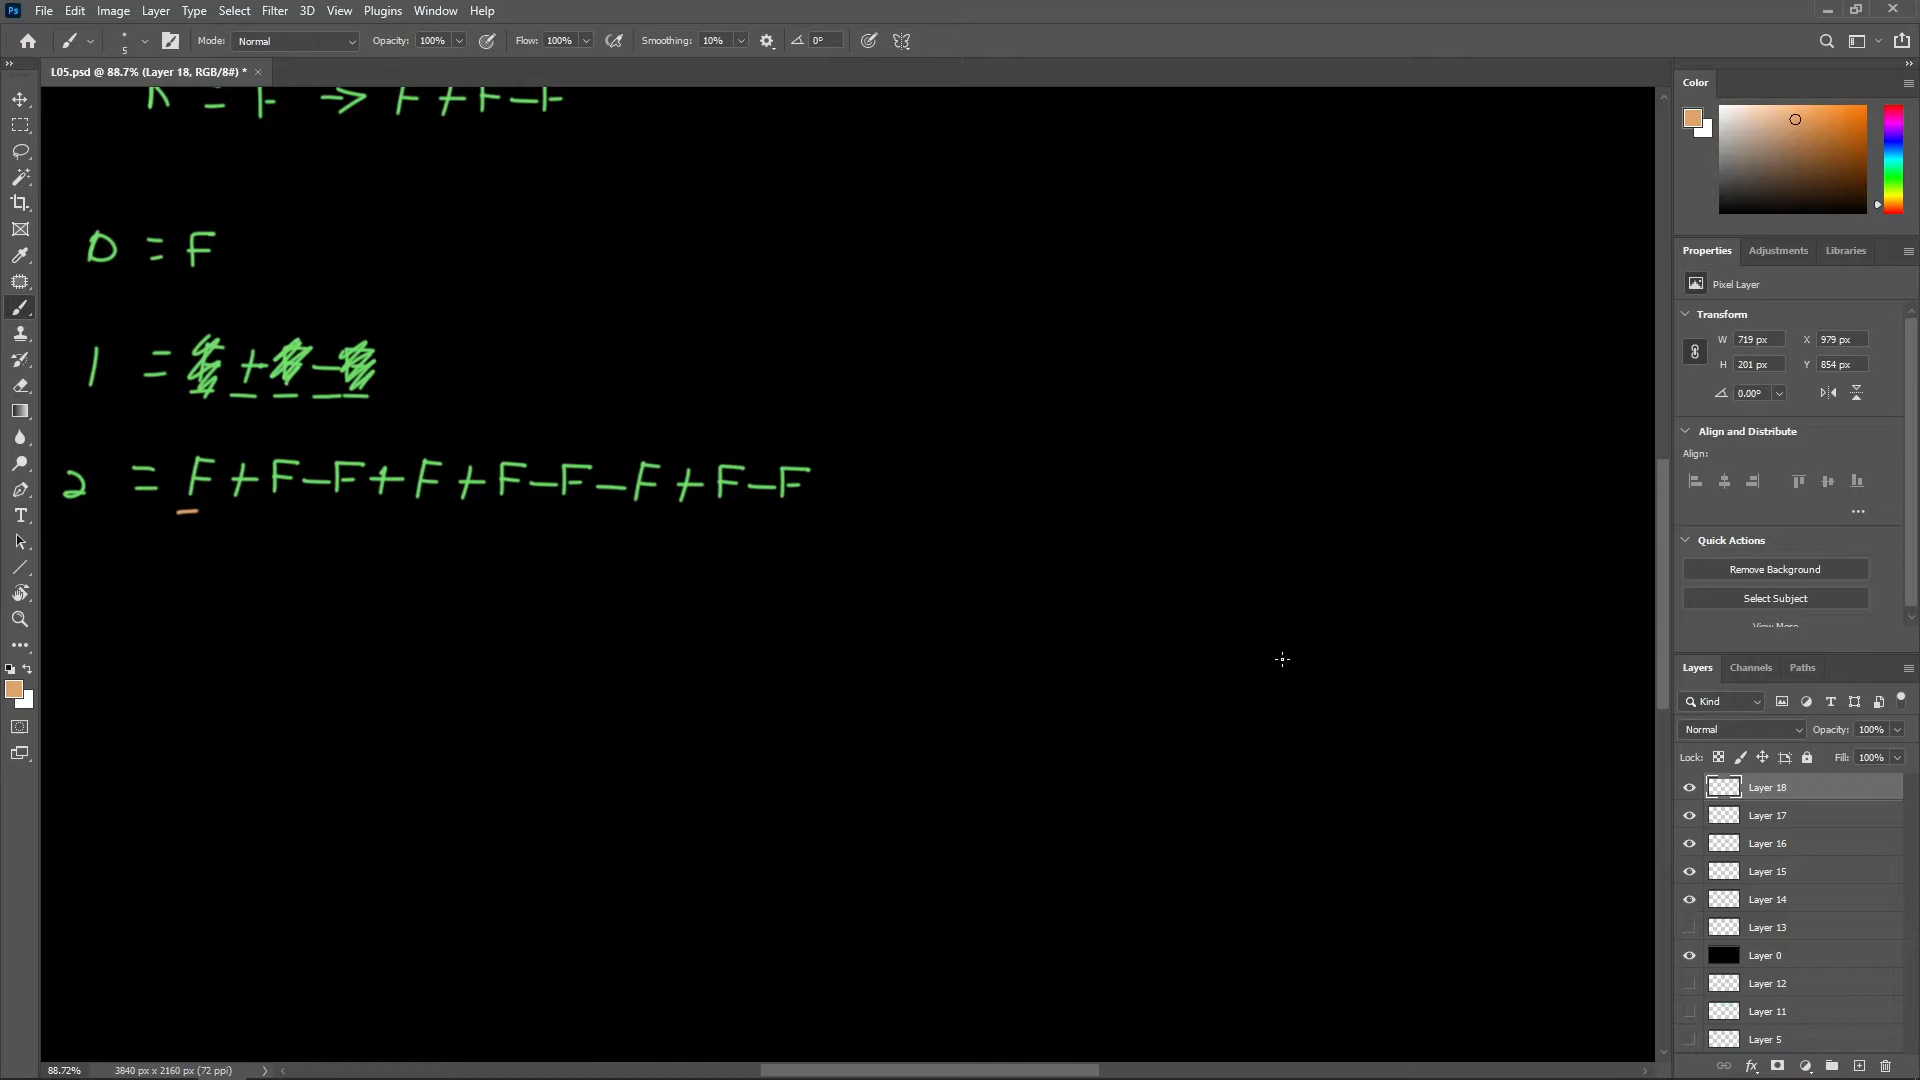 Ps File Edit Image Layer Type Select Filter 3D View Plugins Window Help
5 Mode: Normal Opacity: 100% Flow: 100% Smoothing: 10% 0°
L05.psd @ 88.7% (Layer 18, RGB/8#) * ×
R = F → F+F-F
0 = F
1 = + -
2 = F+F-F+F+F-F-F+F-F
88.72% 3840 px x 2160 px (72 ppi)
Color
Properties Adjustments Libraries
Pixel Layer
Transform
W 719 px X 979 px
H 201 px Y 854 px
0.00°
Align and Distribute
Align:
Quick Actions
Remove Background
Select Subject
View More
Layers Channels Paths
Kind
Normal Opacity: 100%
Lock: Fill: 100%
Layer 18
Layer 17
Layer 16
Layer 15
Layer 14
Layer 13
Layer 0
Layer 12
Layer 11
Layer 5
fx